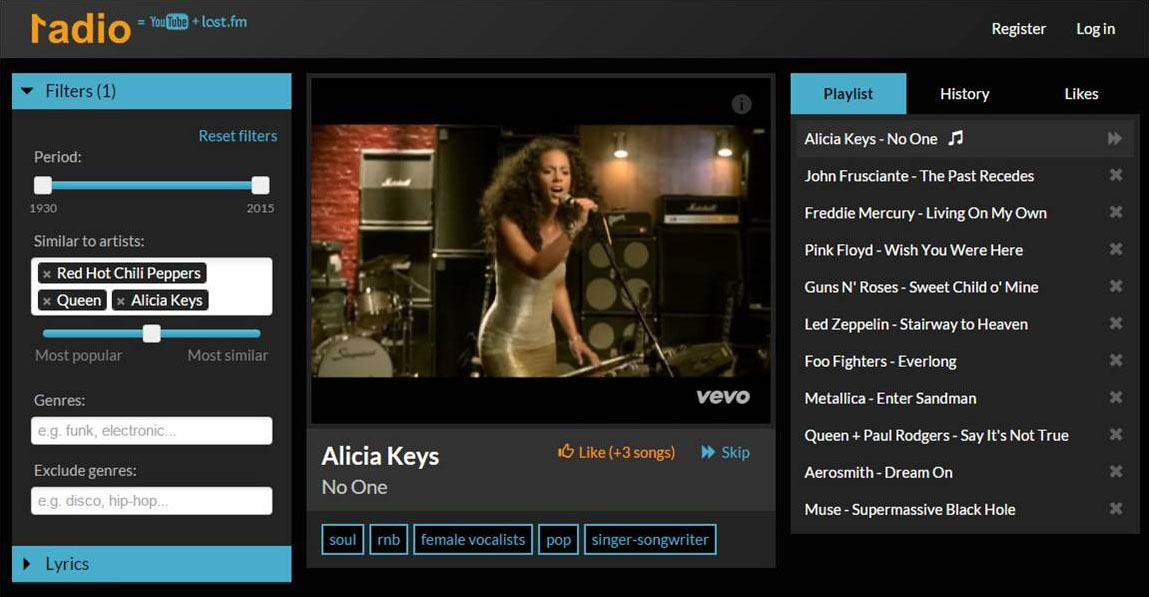 1adio = YouTube + last.fm
Register
Log in
Filters (1)
Reset filters
Period:
1930 2015
Similar to artists:
× Red Hot Chili Peppers
× Queen × Alicia Keys
Most popular Most similar
Genres:
e.g. funk, electronic...
Exclude genres:
e.g. disco, hip-hop...
Lyrics
i
Marshall
Marshall
vevo
Alicia Keys
No One
Like (+3 songs)
Skip
soul rnb female vocalists pop singer-songwriter
Playlist History Likes
Alicia Keys - No One
John Frusciante - The Past Recedes
Freddie Mercury - Living On My Own
Pink Floyd - Wish You Were Here
Guns N' Roses - Sweet Child o' Mine
Led Zeppelin - Stairway to Heaven
Foo Fighters - Everlong
Metallica - Enter Sandman
Queen + Paul Rodgers - Say It's Not True
Aerosmith - Dream On
Muse - Supermassive Black Hole